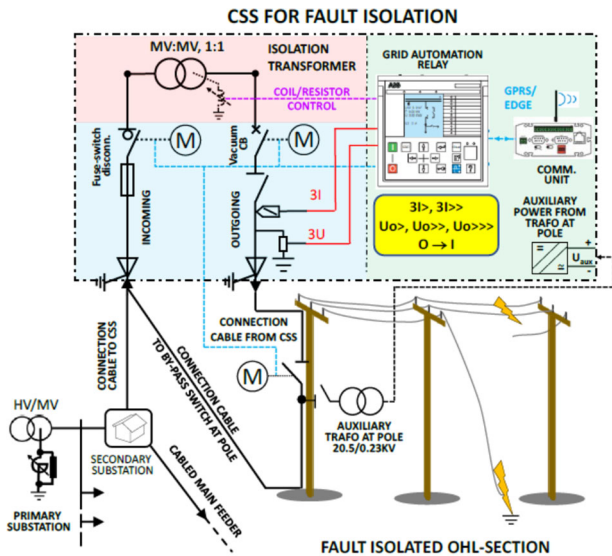 CSS FOR FAULT ISOLATION
MV:MV, 1:1
ISOLATION
TRANSFORMER
GRID AUTOMATION
RELAY
COIL/RESISTOR
CONTROL
GPRS/
EDGE
Fuse-switch
disconn.
M
Vacuum
CB
M
COMM.
UNIT
INCOMING
OUTGOING
3I
3U
3I>, 3I>>
Uo>, Uo>>, Uo>>>
O → I
AUXILIARY
POWER FROM
TRAFO AT
POLE
Uaux
CONNECTION
CABLE TO CSS
CONNECTION
CABLE FROM CSS
CONNECTION CABLE
TO BY-PASS SWITCH AT POLE
M
AUXILIARY
TRAFO AT POLE
20.5/0.23KV
HV/MV
SECONDARY
SUBSTATION
CABLED MAIN FEEDER
PRIMARY
SUBSTATION
FAULT ISOLATED OHL-SECTION